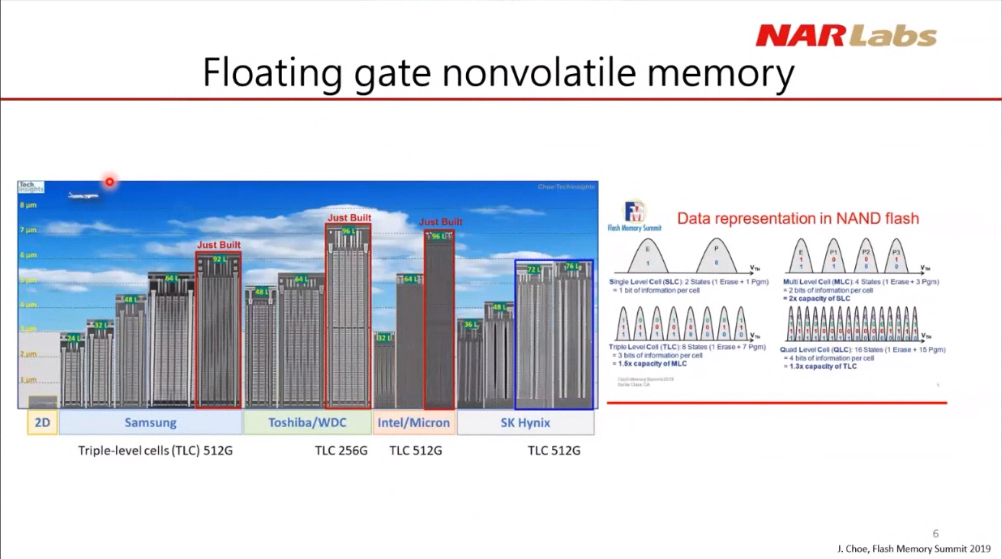 NARLabs
Floating gate nonvolatile memory
Tech Insights
Choe-TechInsights
8 μm
7 μm
2 μm
1 μm
24 L
32 L
48 L
64 L
Just Built
92 L
48 L
64 L
Just Built
96 L
32 L
64 L
Just Built
96 L
36 L
48 L
72 L
76 L
2D
Samsung
Toshiba/WDC
Intel/Micron
SK Hynix
Triple-level cells (TLC) 512G
TLC 256G
TLC 512G
TLC 512G
Flash Memory Summit
Data representation in NAND flash
E
P
1
0
VTH
E P1 P2 P3
VTH
Single Level Cell (SLC): 2 States (1 Erase + 1 Pgm)
= 1 bit of information per cell
Multi Level Cell (MLC): 4 States (1 Erase + 3 Pgm)
= 2 bits of information per cell
= 2x capacity of SLC
Triple Level Cell (TLC): 8 States (1 Erase + 7 Pgm)
= 3 bits of information per cell
= 1.5x capacity of MLC
Quad Level Cell (QLC): 16 States (1 Erase + 15 Pgm)
= 4 bits of information per cell
= 1.3x capacity of TLC
Flash Memory Summit 2019
Santa Clara, CA
6
J. Choe, Flash Memory Summit 2019